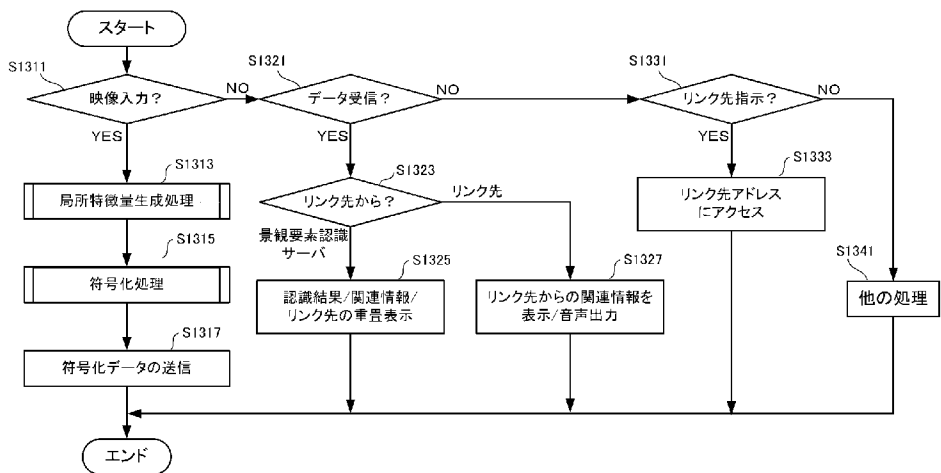 スタート
S1311
映像入力?
NO
YES
S1321
データ受信?
NO
YES
S1331
リンク先指示?
NO
YES
S1313
局所特徴量生成処理
S1323
リンク先から?
リンク先
景観要素認識
サーバ
S1333
リンク先アドレス
にアクセス
S1315
符号化処理
S1325
認識結果/関連情報/
リンク先の重畳表示
S1327
リンク先からの関連情報を
表示/音声出力
S1341
他の処理
S1317
符号化データの送信
エンド